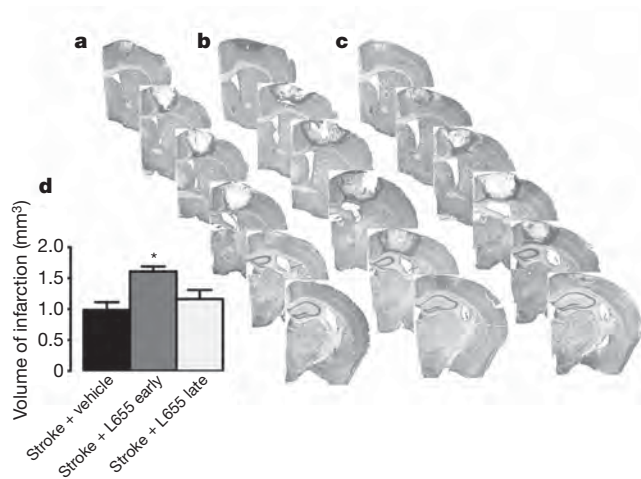 a
b
c
d
Volume of infarction (mm³)
2.0
1.5
1.0
0.5
0
*
Stroke + vehicle
Stroke + L655 early
Stroke + L655 late